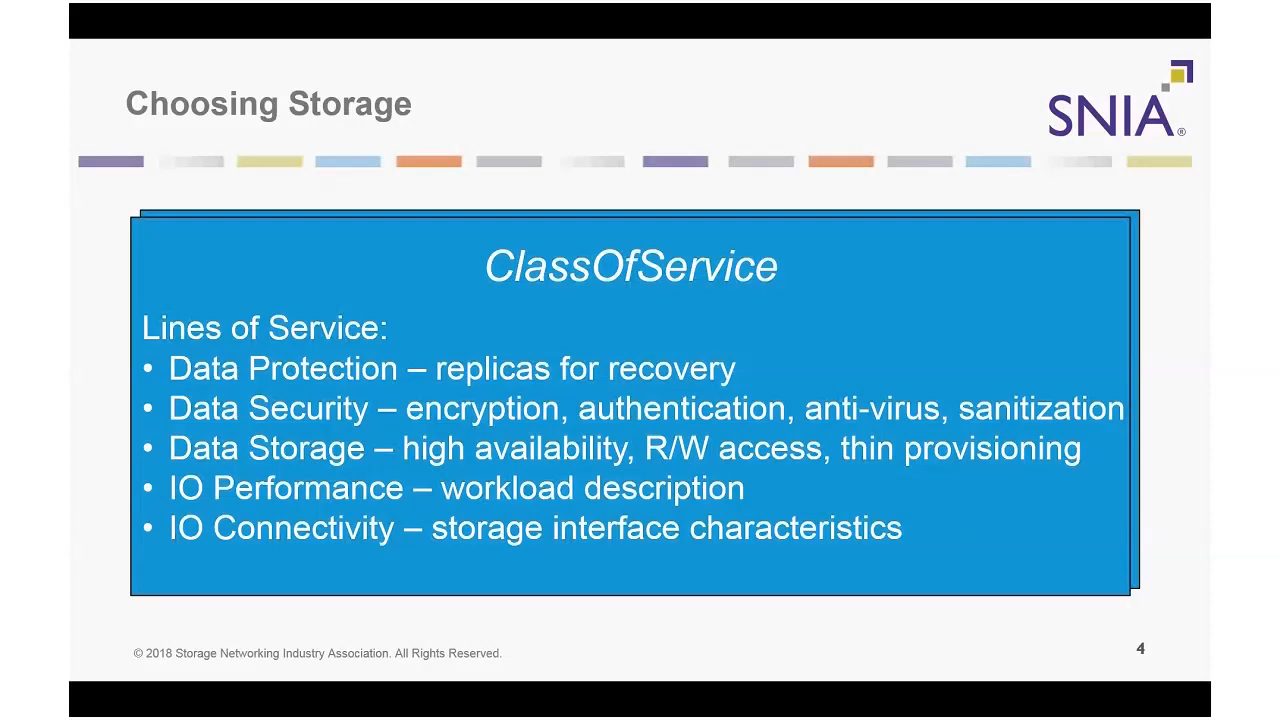 Choosing Storage
SNIA®
ClassOfService
Lines of Service:
• Data Protection – replicas for recovery
• Data Security – encryption, authentication, anti-virus, sanitization
• Data Storage – high availability, R/W access, thin provisioning
• IO Performance – workload description
• IO Connectivity – storage interface characteristics
© 2018 Storage Networking Industry Association. All Rights Reserved.
4